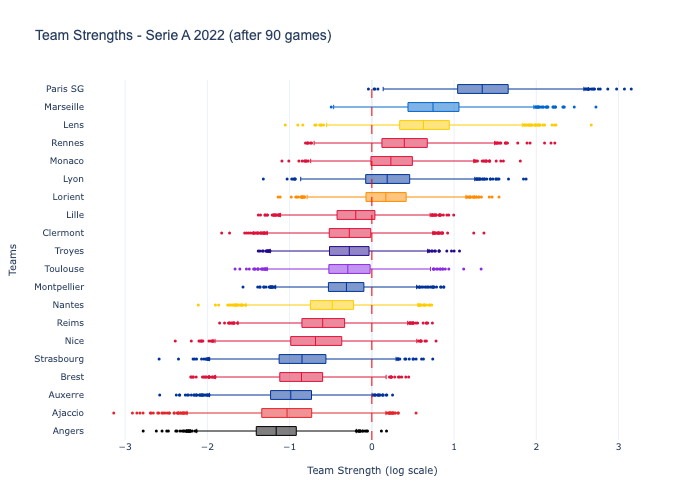 Team Strengths - Serie A 2022 (after 90 games)
Paris SG
Marseille
Lens
Rennes
Monaco
Lyon
Lorient
Lille
Clermont
Troyes
Toulouse
Montpellier
Nantes
Reims
Nice
Strasbourg
Brest
Auxerre
Ajaccio
Angers
Teams
−3 −2 −1 0 1 2 3
Team Strength (log scale)